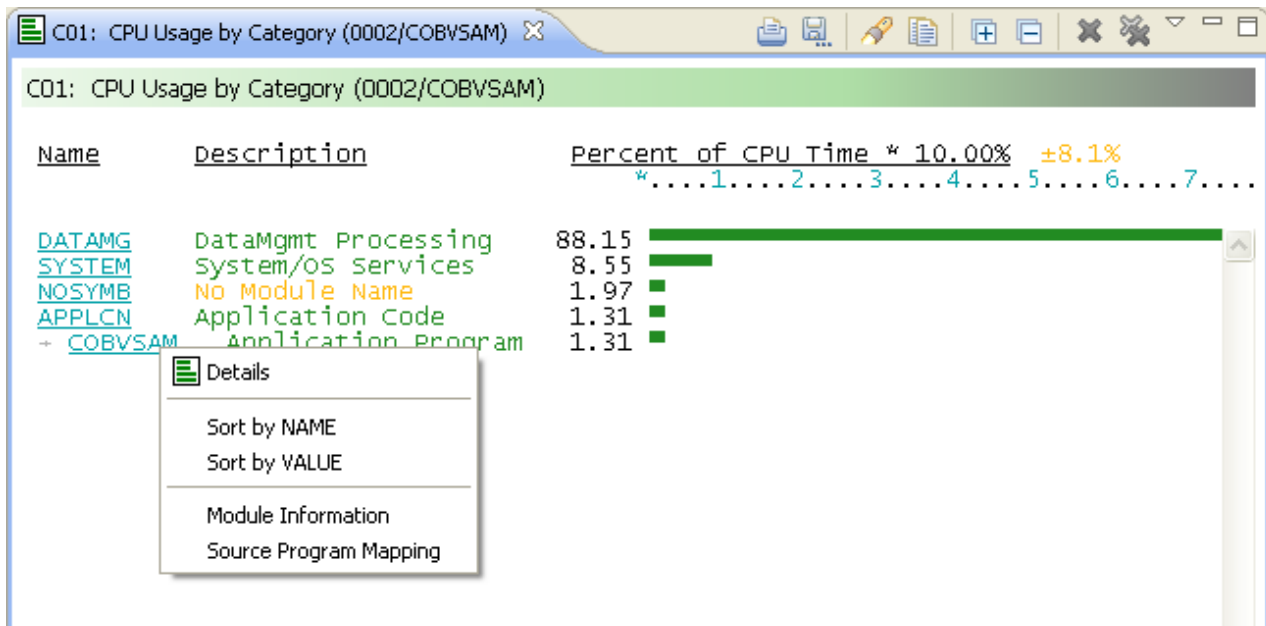 C01: CPU Usage by Category (0002/COBVSAM)
C01: CPU Usage by Category (0002/COBVSAM)
Name Description Percent of CPU Time * 10.00% ±8.1%
*....1....2....3....4....5....6....7....
DATAMG DataMgmt Processing 88.15
SYSTEM System/OS Services 8.55
NOSYMB No Module Name 1.97
APPLCN Application Code 1.31
→ COBVSAM Application Program 1.31
Details
Sort by NAME
Sort by VALUE
Module Information
Source Program Mapping